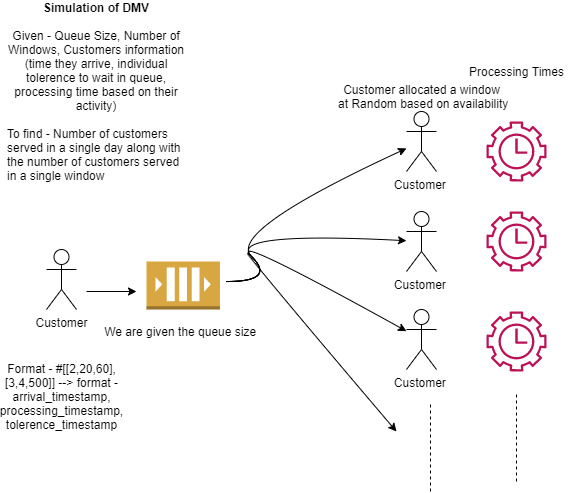 Simulation of DMV
Given - Queue Size, Number of
Windows, Customers information
(time they arrive, individual
tolerence to wait in queue,
processing time based on their
activity)
To find - Number of customers
served in a single day along with
the number of customers served
in a single window
Processing Times
Customer allocated a window
at Random based on availability
Customer
Customer
Customer
Customer
We are given the queue size
Format - #[[2,20,60],
[3,4,500]] --> format -
arrival_timestamp,
processing_timestamp,
tolerence_timestamp